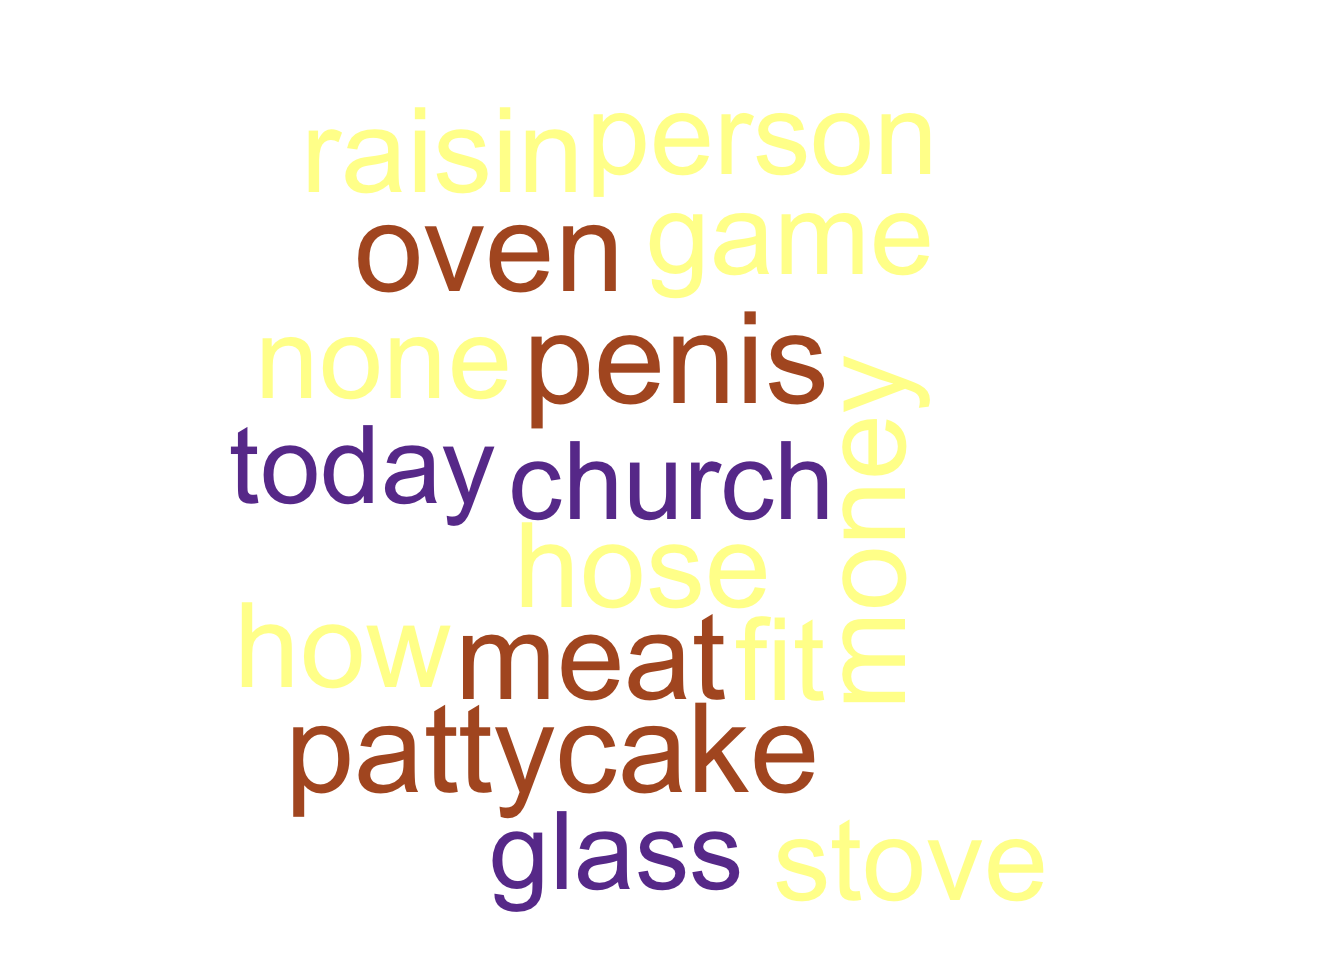 raisin person
oven game
none penis
money
today church
hose
how meat fit
pattycake
glass stove